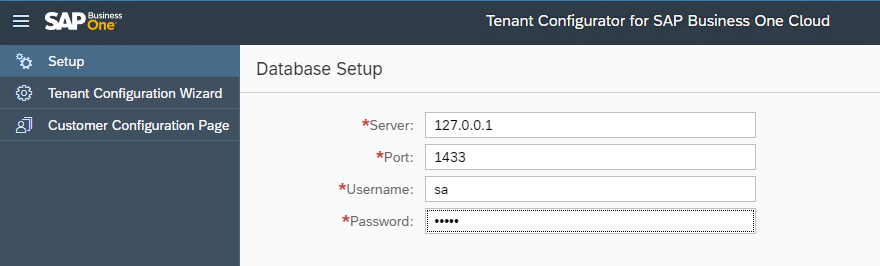 SAP Business One
Tenant Configurator for SAP Business One Cloud
Setup
Tenant Configuration Wizard
Customer Configuration Page
Database Setup
*Server: 127.0.0.1
*Port: 1433
*Username: sa
*Password: •••••